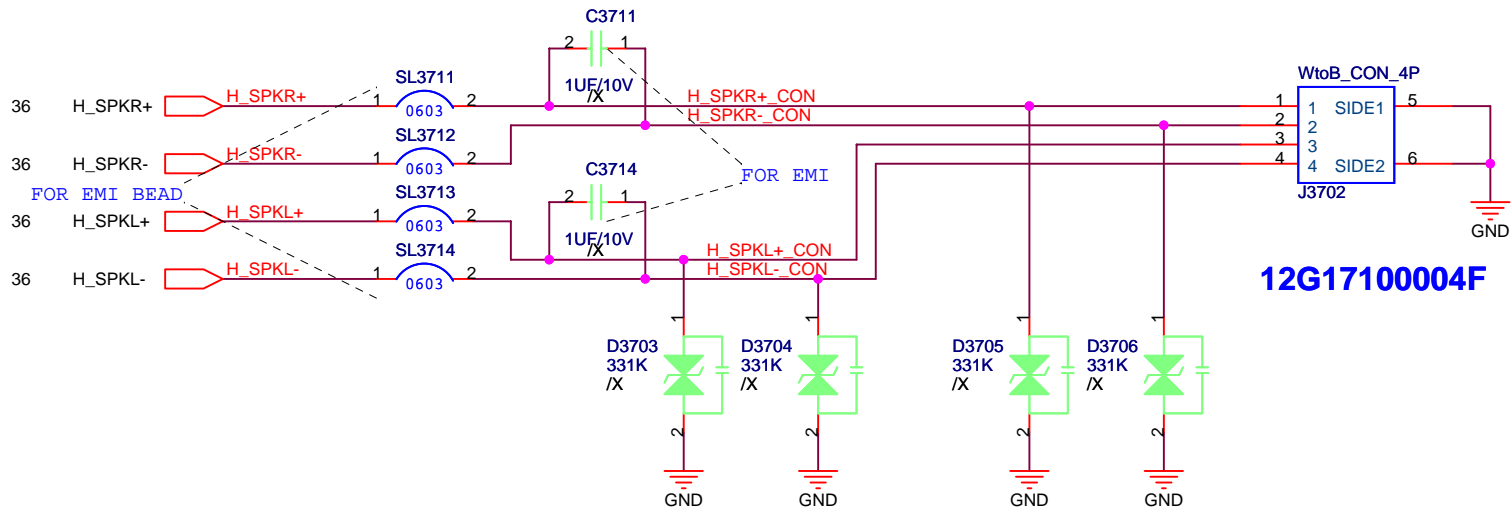 C3711
2 1
1UF/10V
/X
SL3711
36 H_SPKR+ H_SPKR+ 1 0603 2 H_SPKR+_CON
H_SPKR-_CON
SL3712
36 H_SPKR- H_SPKR- 1 0603 2
FOR EMI BEAD
C3714
2 1
1UF/10V
/X
FOR EMI
SL3713
36 H_SPKL+ H_SPKL+ 1 0603 2 H_SPKL+_CON
SL3714
36 H_SPKL- H_SPKL- 1 0603 2 H_SPKL-_CON
WtoB_CON_4P
1 1 SIDE1 5
2 2
3 3
4 4 SIDE2 6
J3702
GND
12G17100004F
1 1 1 1
D3703 D3704 D3705 D3706
331K 331K 331K 331K
/X /X /X /X
2 2 2 2
GND GND GND GND